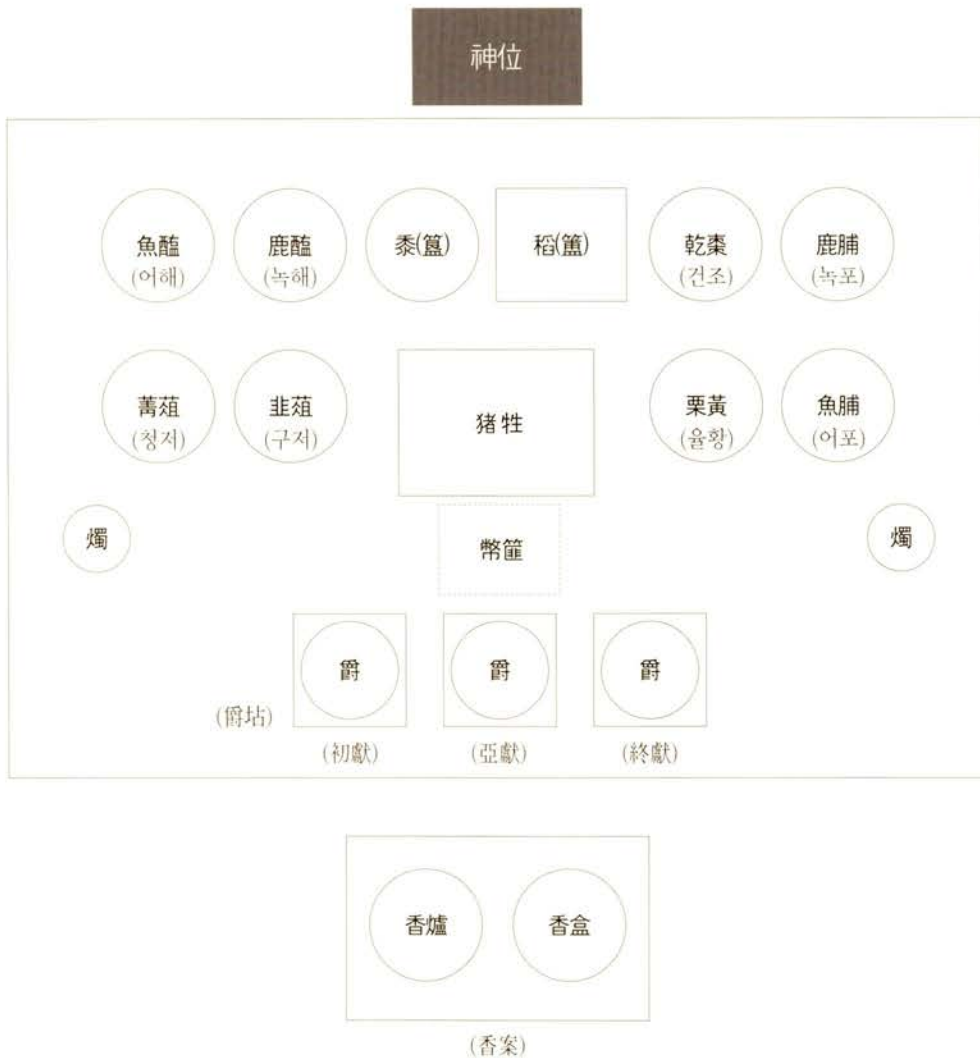 神位
魚醢
(어해)
鹿醢
(녹해)
黍(簋)
稻(簠)
乾棗
(건조)
鹿脯
(녹포)
菁菹
(청저)
韭菹
(구저)
猪牲
栗黃
(율황)
魚脯
(어포)
燭
幣篚
燭
爵
爵
爵
(爵坫)
(初獻)
(亞獻)
(終獻)
香爐
香盒
(香案)